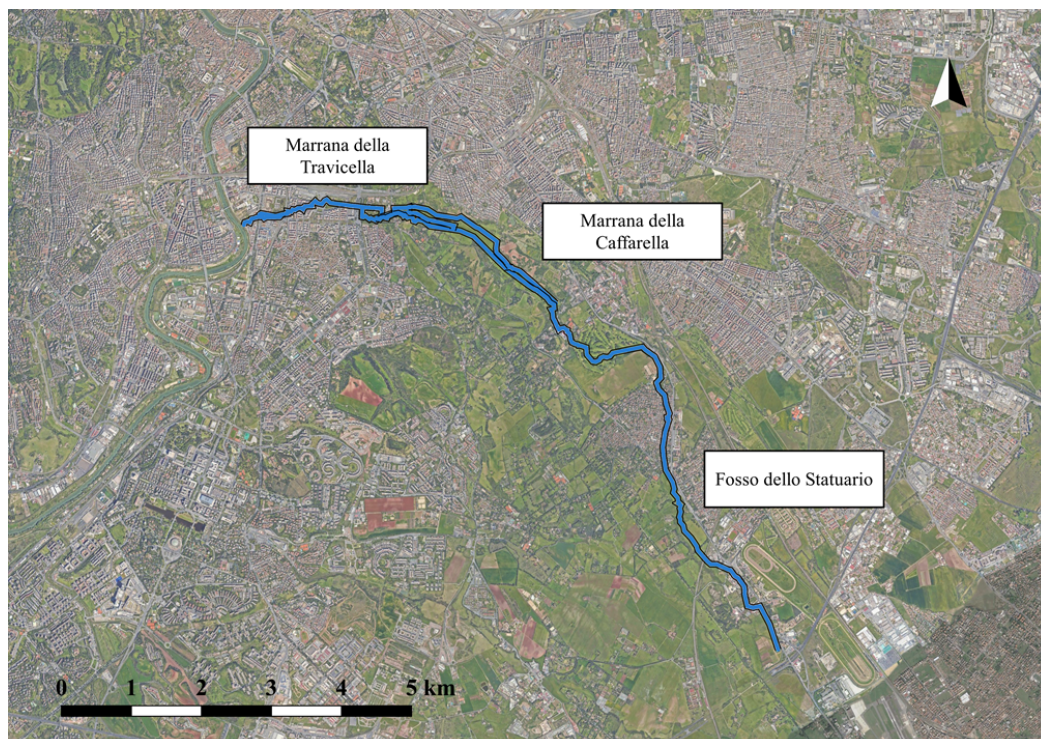 Marrana della
Travicella
Marrana della
Caffarella
Fosso dello Statuario
0 1 2 3 4 5 km